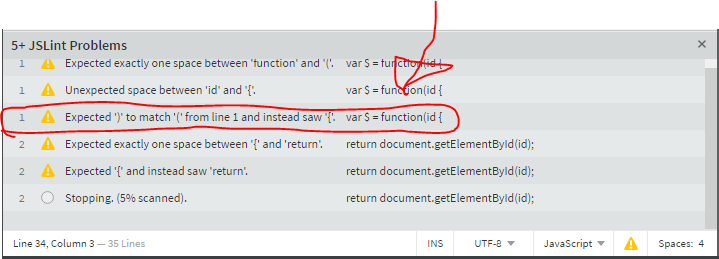 5+ JSLint Problems ×
1 Expected exactly one space between 'function' and '('. var $ = function(id {
1 Unexpected space between 'id' and '{'. var $ = function(id {
1 Expected ')' to match '(' from line 1 and instead saw '{'. var $ = function(id {
2 Expected exactly one space between '{' and 'return'. return document.getElementById(id);
2 Expected '{' and instead saw 'return'. return document.getElementById(id);
2 Stopping. (5% scanned). return document.getElementById(id);
Line 34, Column 3 — 35 Lines INS UTF-8 JavaScript Spaces: 4